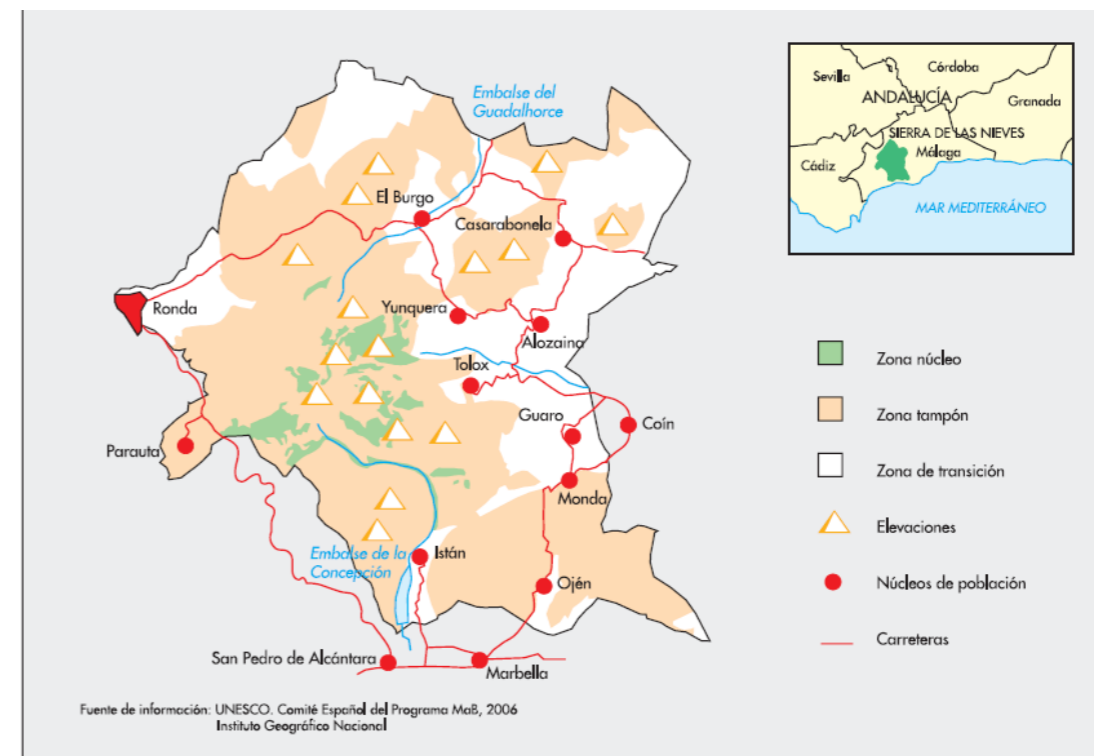 Embalse del
Guadalhorce
El Burgo
Casarabonela
Ronda
Yunquera
Alozaina
Tolox
Guaro
Coín
Parauta
Monda
Embalse de la
Concepción
Istán
Ojén
San Pedro de Alcántara
Marbella
Sevilla
Córdoba
ANDALUCÍA
Granada
SIERRA DE LAS NIEVES
Málaga
Cádiz
MAR MEDITERRÁNEO
Zona núcleo
Zona tampón
Zona de transición
Elevaciones
Núcleos de población
Carreteras
Fuente de información: UNESCO. Comité Español del Programa MaB, 2006
Instituto Geográfico Nacional